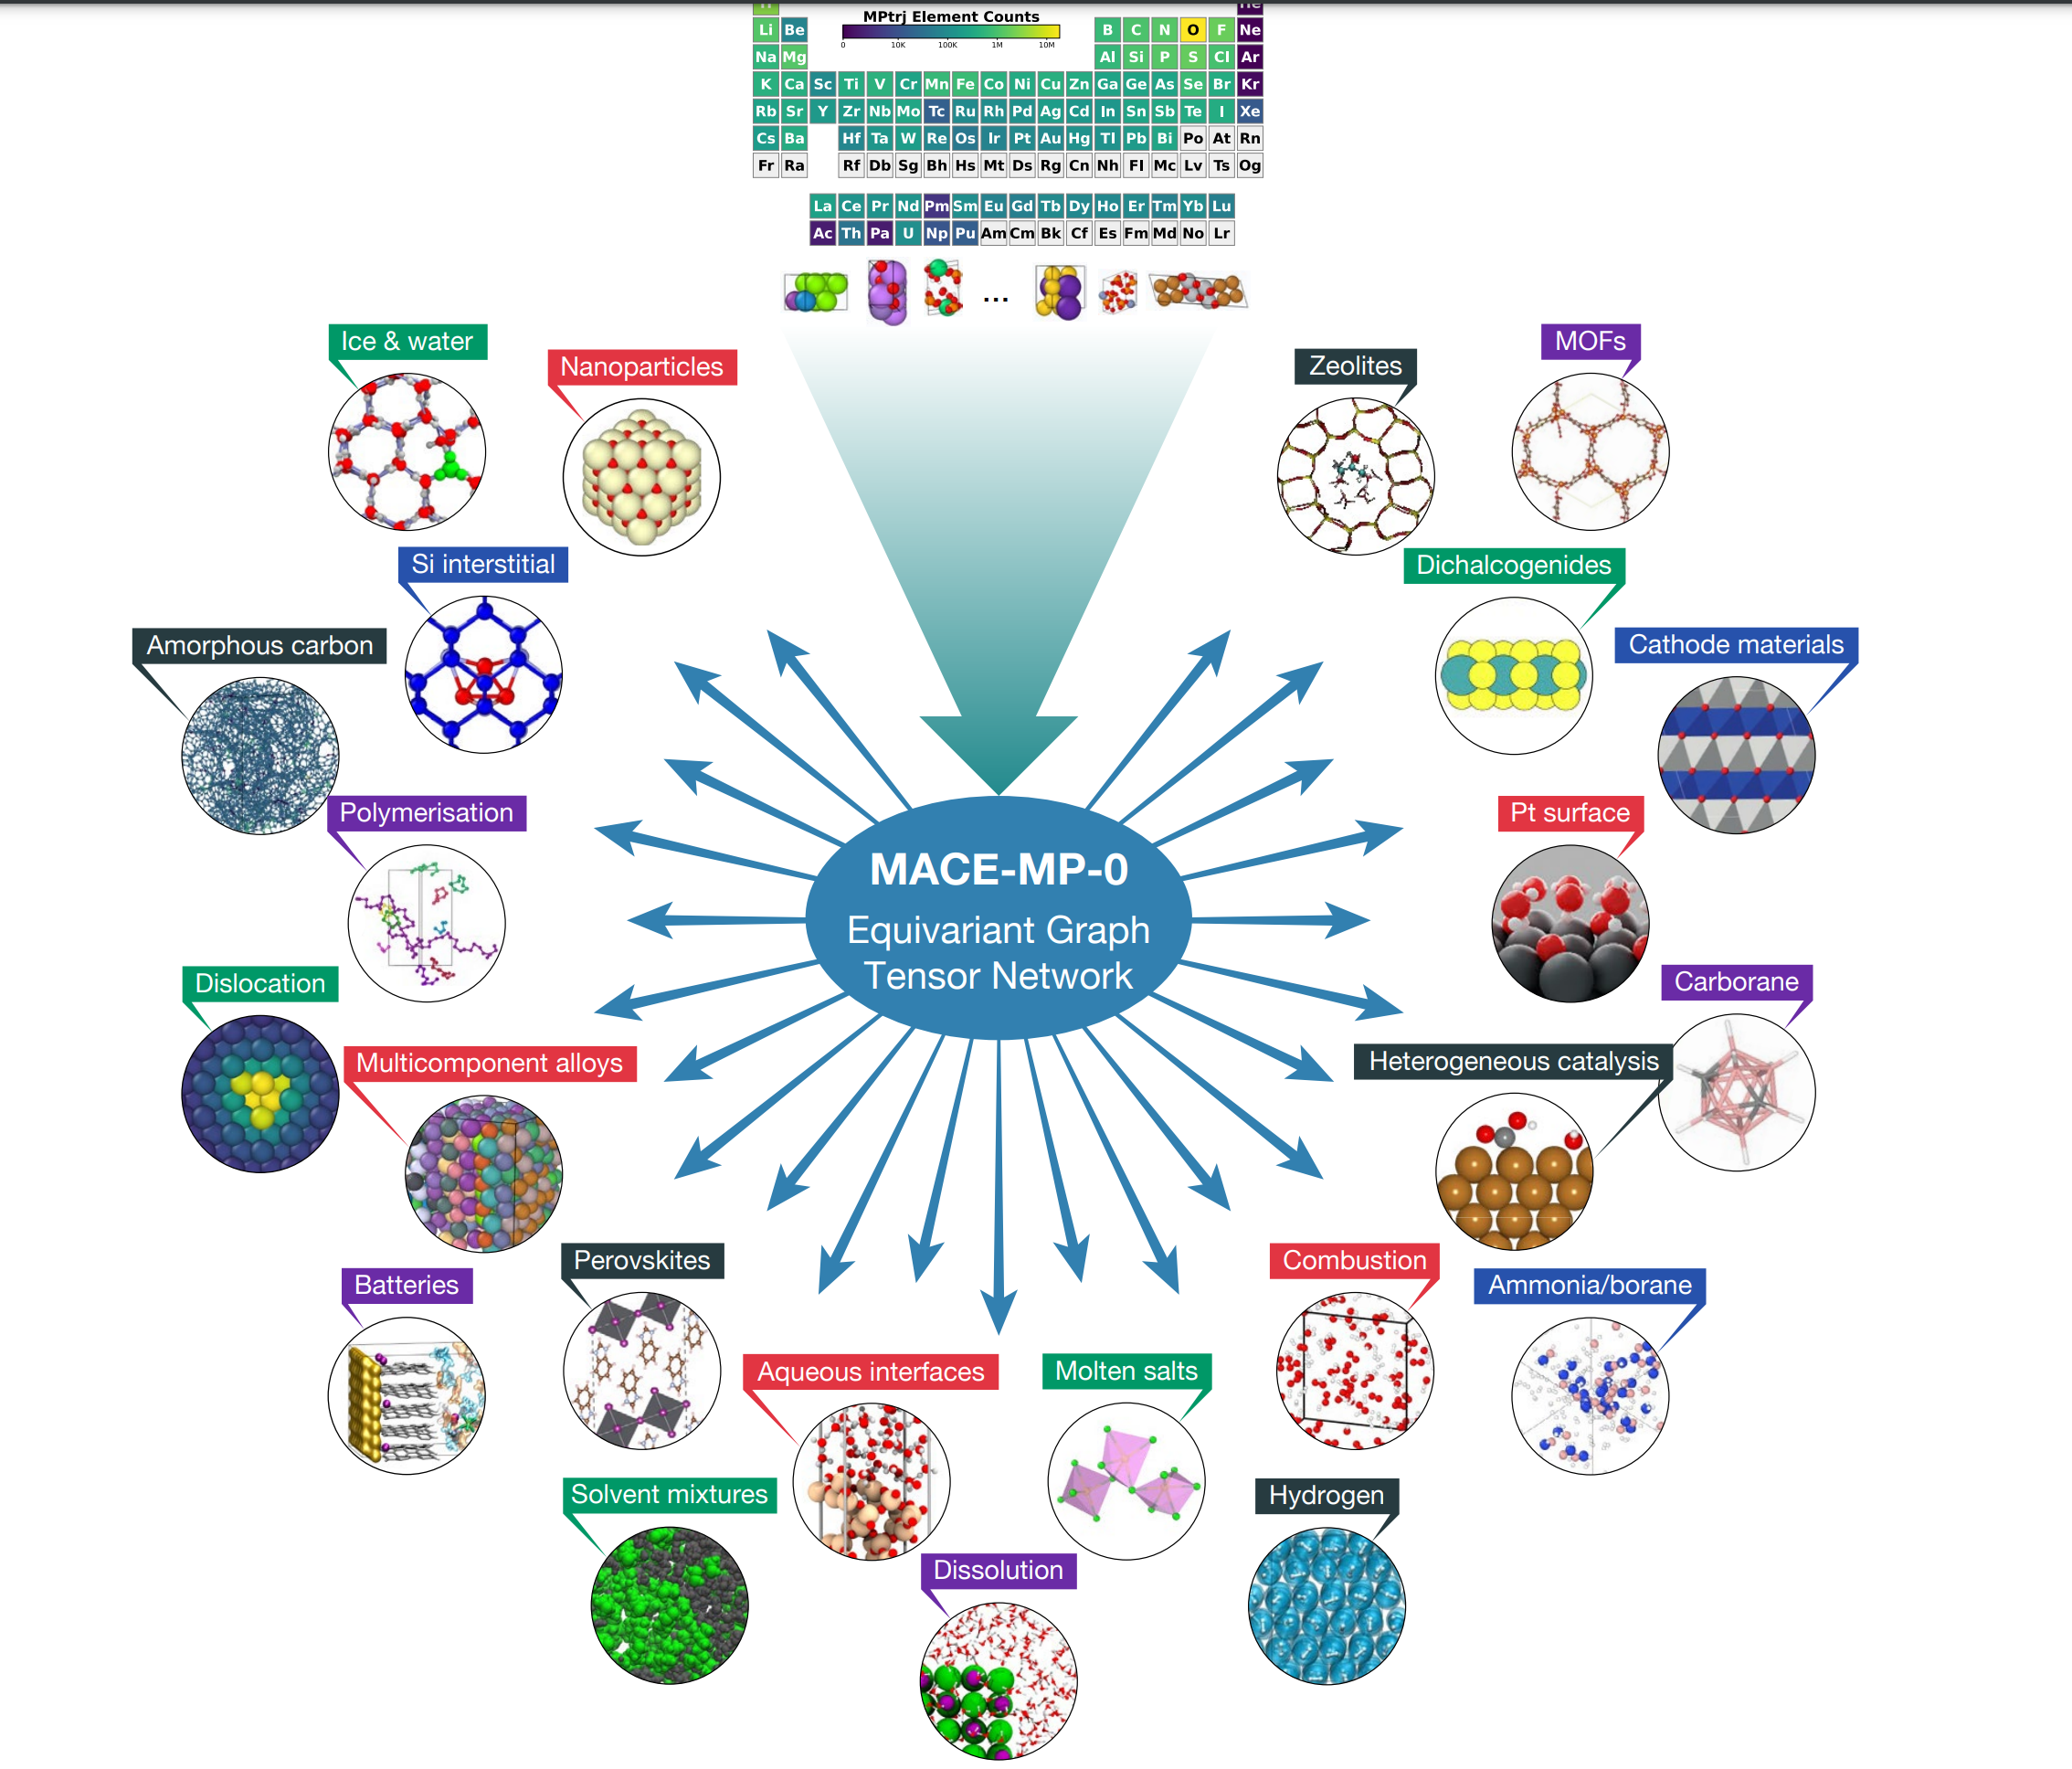 H He
MPtrj Element Counts
Li Be B C N O F Ne
0 10K 100K 1M 10M
Na Mg Al Si P S Cl Ar
K Ca Sc Ti V Cr Mn Fe Co Ni Cu Zn Ga Ge As Se Br Kr
Rb Sr Y Zr Nb Mo Tc Ru Rh Pd Ag Cd In Sn Sb Te I Xe
Cs Ba Hf Ta W Re Os Ir Pt Au Hg Tl Pb Bi Po At Rn
Fr Ra Rf Db Sg Bh Hs Mt Ds Rg Cn Nh Fl Mc Lv Ts Og
La Ce Pr Nd Pm Sm Eu Gd Tb Dy Ho Er Tm Yb Lu
Ac Th Pa U Np Pu Am Cm Bk Cf Es Fm Md No Lr
...
Ice & water
Nanoparticles
Zeolites
MOFs
Si interstitial
Dichalcogenides
Amorphous carbon
Cathode materials
Polymerisation
Pt surface
MACE-MP-0
Equivariant Graph
Tensor Network
Dislocation
Carborane
Multicomponent alloys
Heterogeneous catalysis
Batteries
Perovskites
Combustion
Ammonia/borane
Aqueous interfaces
Molten salts
Solvent mixtures
Hydrogen
Dissolution